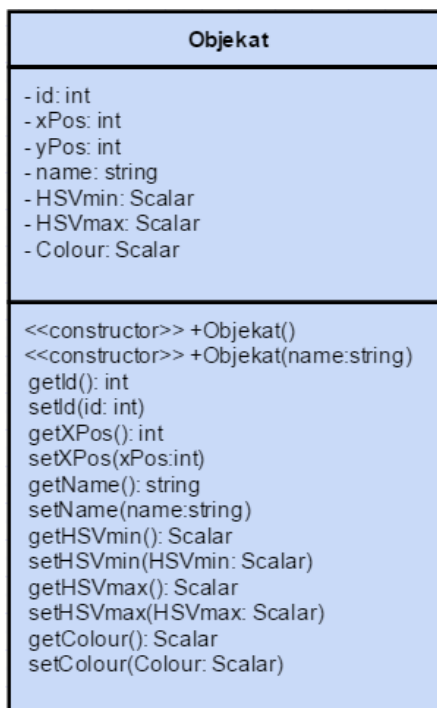 Objekat
- id: int
- xPos: int
- yPos: int
- name: string
- HSVmin: Scalar
- HSVmax: Scalar
- Colour: Scalar
<<constructor>> +Objekat()
<<constructor>> +Objekat(name:string)
getId(): int
setId(id: int)
getXPos(): int
setXPos(xPos:int)
getName(): string
setName(name:string)
getHSVmin(): Scalar
setHSVmin(HSVmin: Scalar)
getHSVmax(): Scalar
setHSVmax(HSVmax: Scalar)
getColour(): Scalar
setColour(Colour: Scalar)